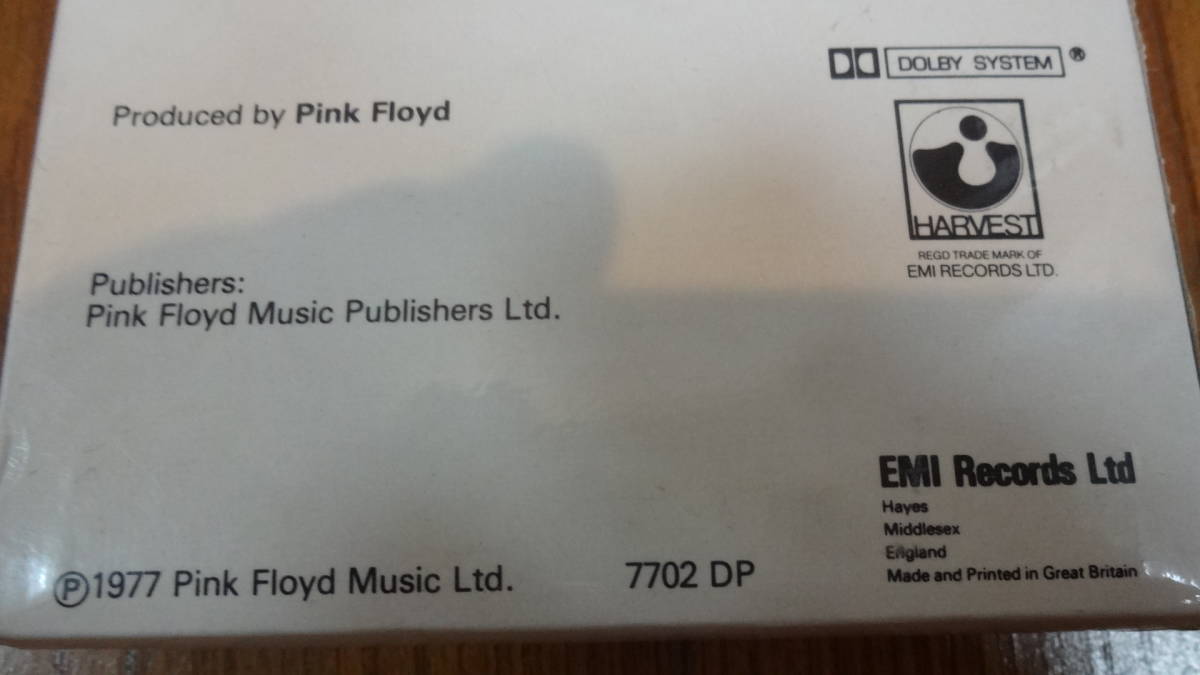 DOLBY SYSTEM ®
Produced by Pink Floyd
HARVEST
REGD TRADE MARK OF
EMI RECORDS LTD.
Publishers:
Pink Floyd Music Publishers Ltd.
EMI Records Ltd
Hayes
Middlesex
England
Made and Printed in Great Britain
℗1977 Pink Floyd Music Ltd.
7702 DP